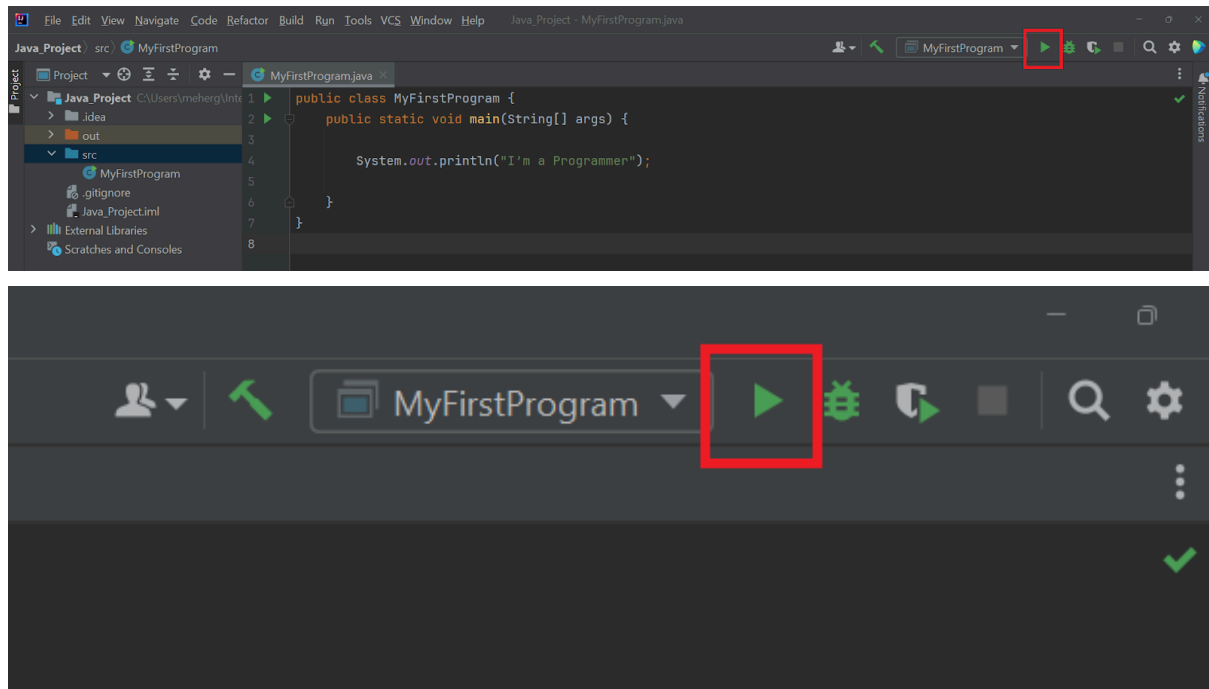 File Edit View Navigate Code Refactor Build Run Tools VCS Window Help Java_Project - MyFirstProgram.java
Java_Project src MyFirstProgram MyFirstProgram
Project Project MyFirstProgram.java
Java_Project C:\Users\meherg\Inte
.idea
out
src
MyFirstProgram
.gitignore
Java_Project.iml
External Libraries
Scratches and Consoles
1 public class MyFirstProgram {
2 public static void main(String[] args) {
3
4 System.out.println("I'm a Programmer");
5
6 }
7 }
8
Notifications
MyFirstProgram